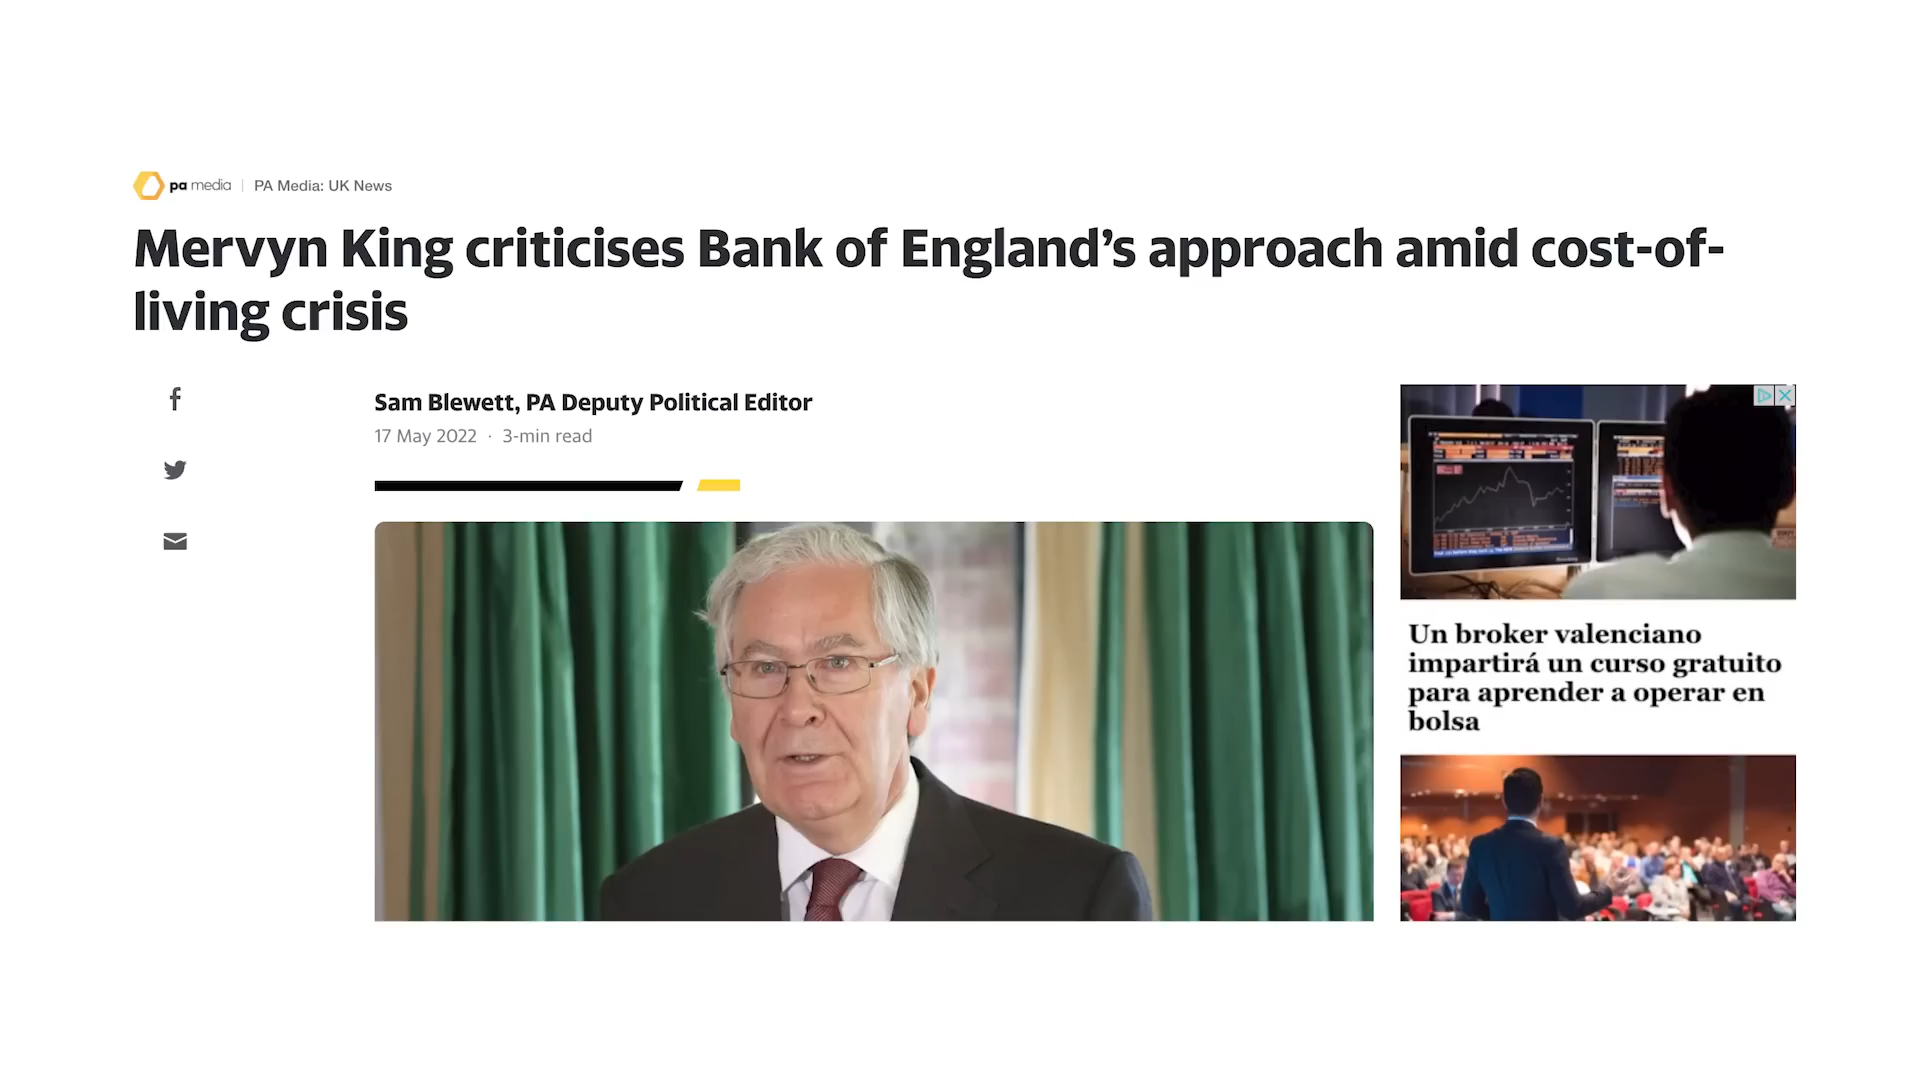 pa media | PA Media: UK News
Mervyn King criticises Bank of England’s approach amid cost-of-
living crisis
Sam Blewett, PA Deputy Political Editor
17 May 2022 · 3-min read
Un broker valenciano
impartirá un curso gratuito
para aprender a operar en
bolsa